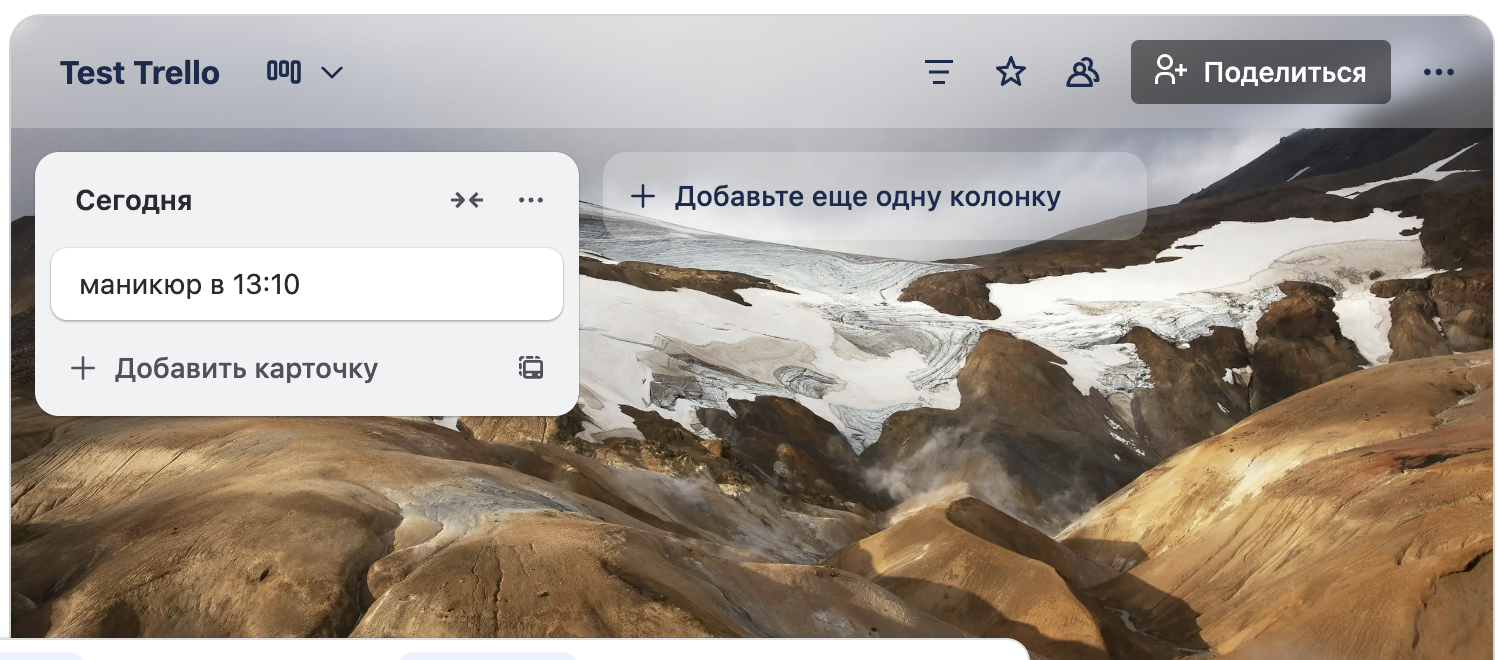 Test Trello
Поделиться
Сегодня
Добавьте еще одну колонку
маникюр в 13:10
Добавить карточку